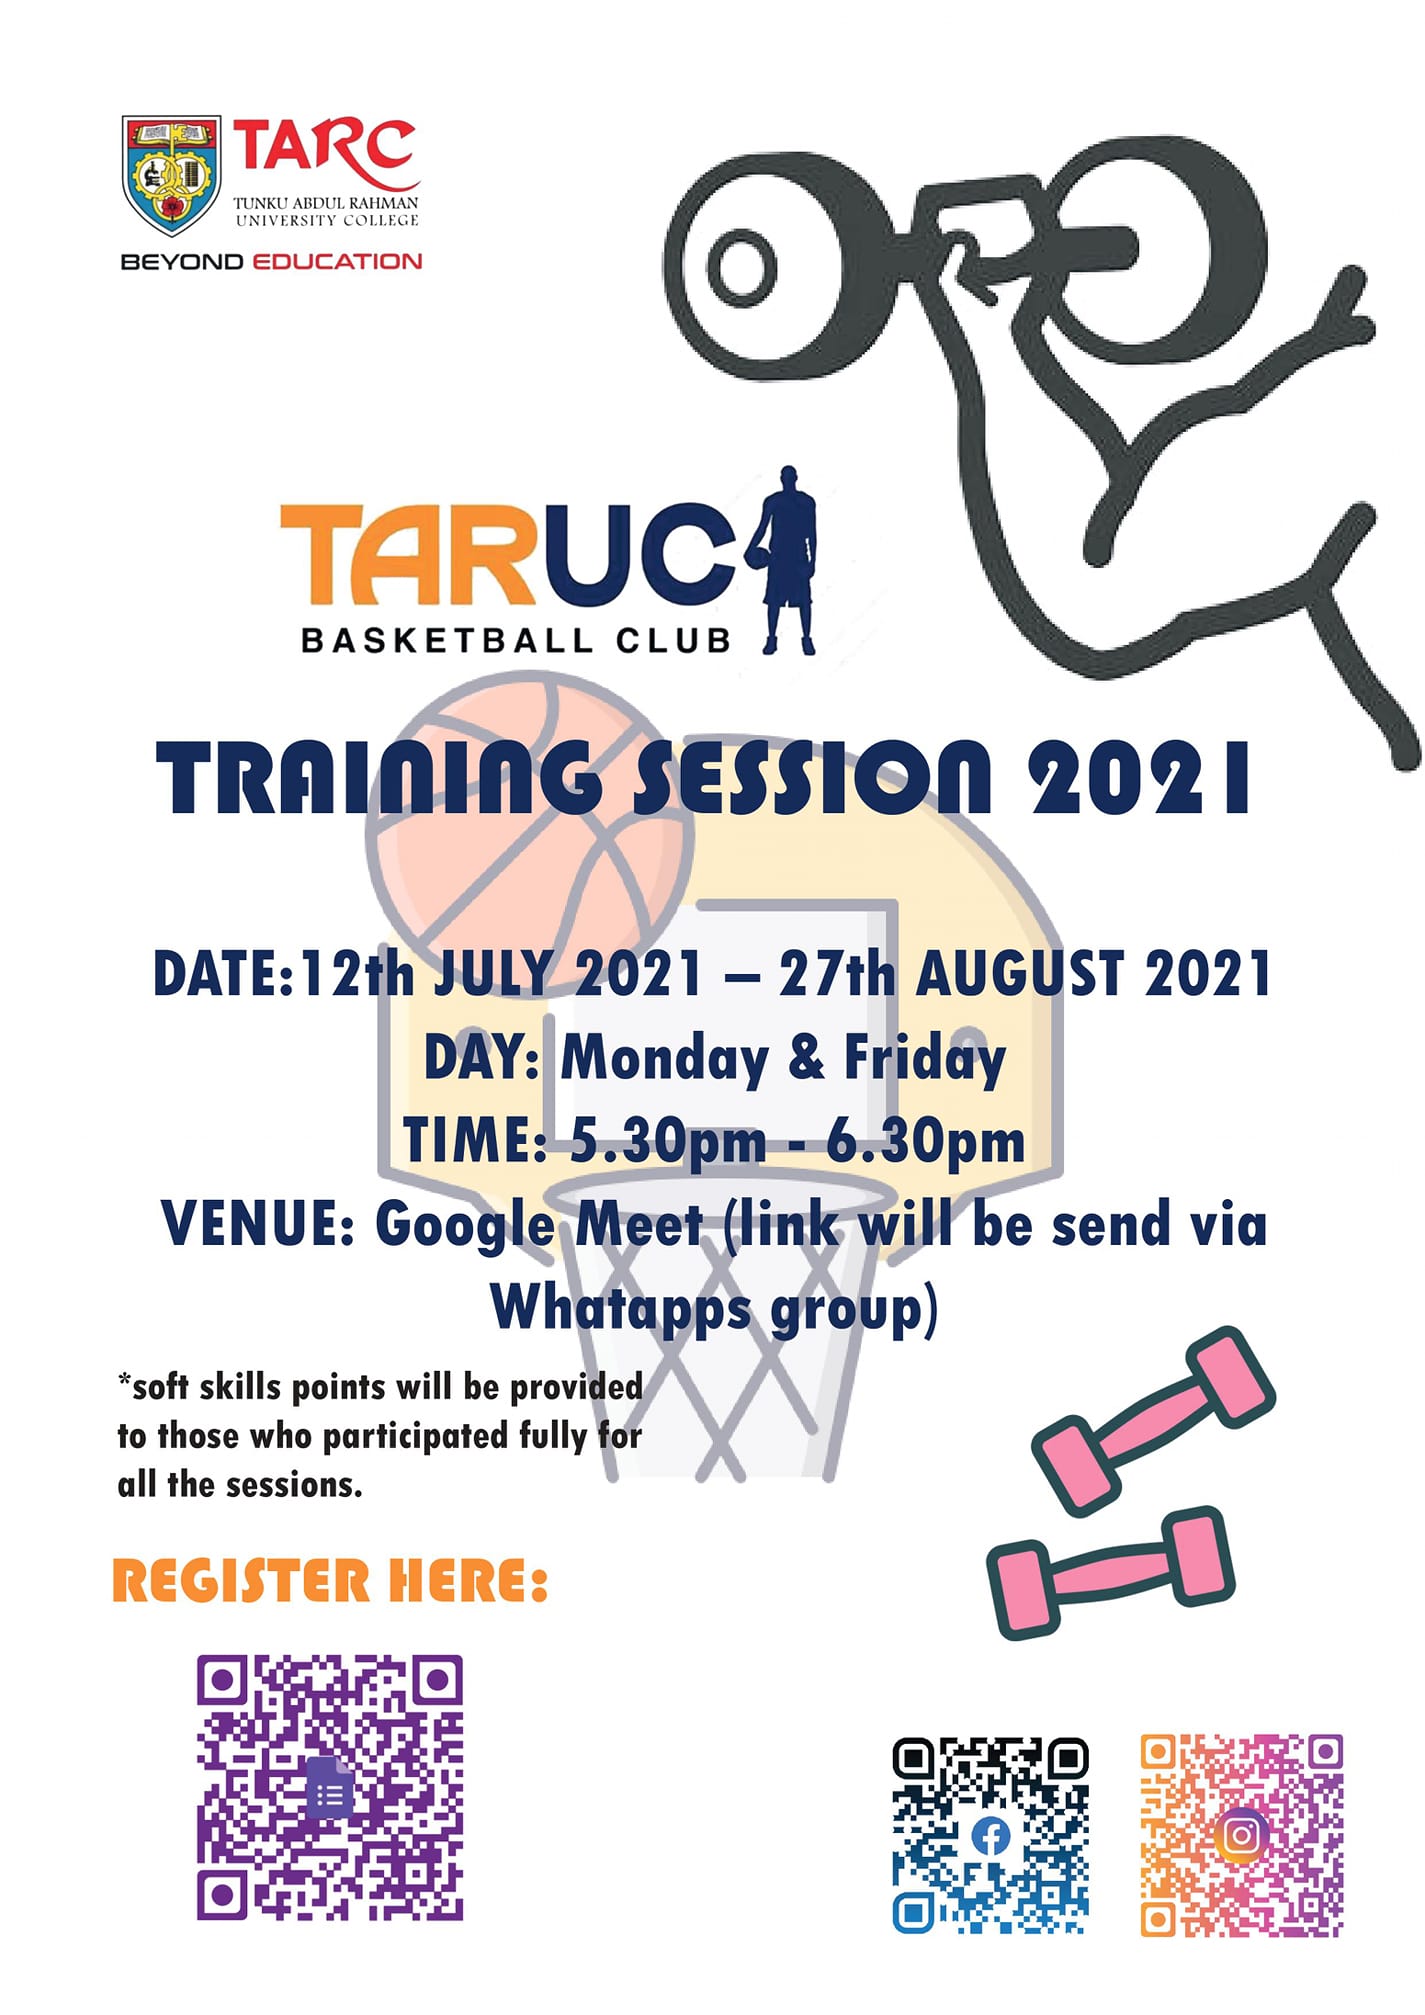 TARC
TUNKU ABDUL RAHMAN
UNIVERSITY COLLEGE
BEYOND EDUCATION
TARUC
BASKETBALL CLUB
TRAINING SESSION 2021
DATE:12th JULY 2021 – 27th AUGUST 2021
DAY: Monday & Friday
TIME: 5.30pm - 6.30pm
VENUE: Google Meet (link will be send via
Whatapps group)
*soft skills points will be provided
to those who participated fully for
all the sessions.
REGISTER HERE: